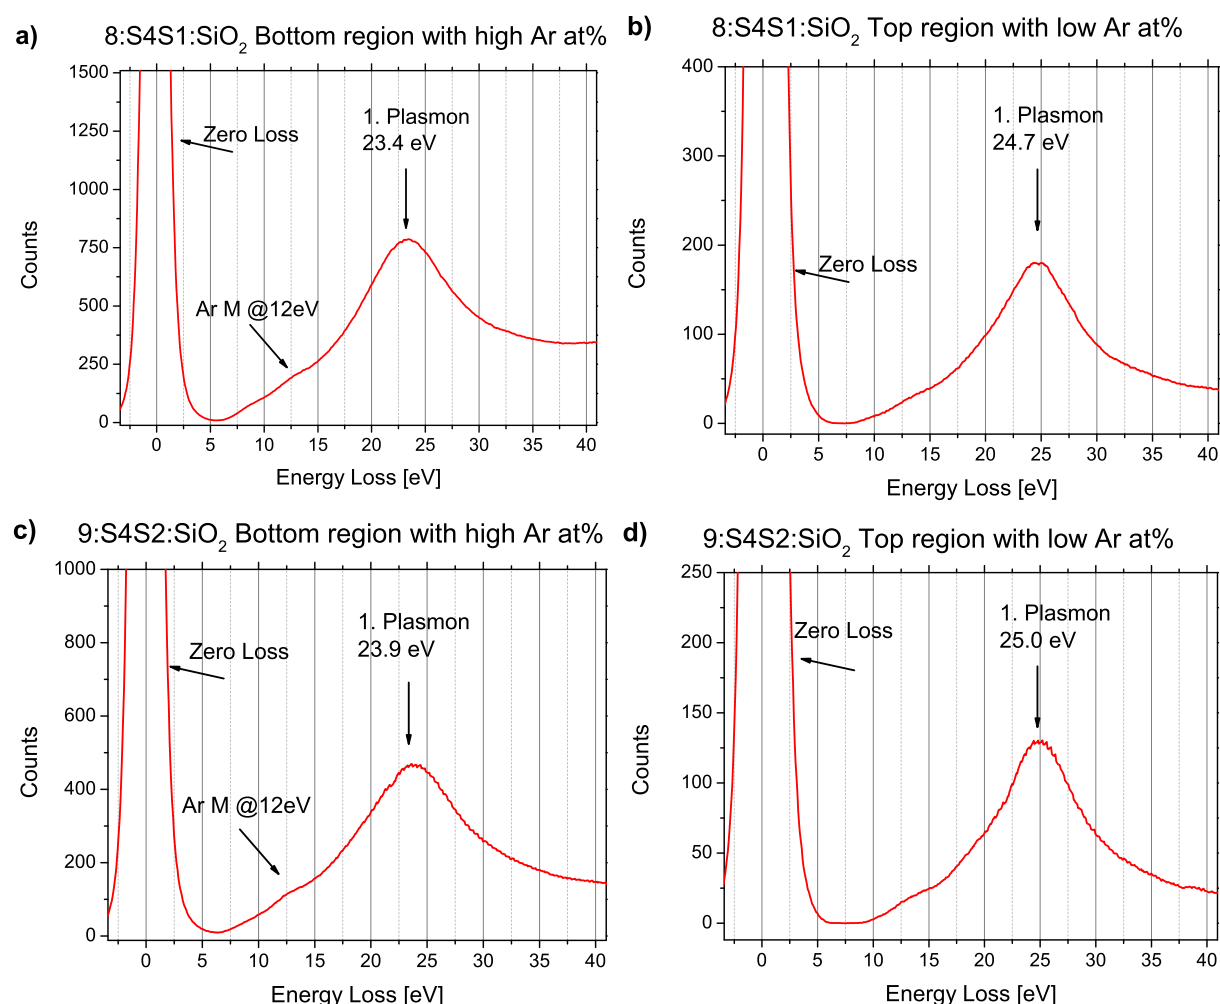 a)
8:S4S1:SiO2 Bottom region with high Ar at%
1500
1250
1000
750
500
250
0
Counts
Zero Loss
1. Plasmon
23.4 eV
Ar M @12eV
0 5 10 15 20 25 30 35 40
Energy Loss [eV]
b)
8:S4S1:SiO2 Top region with low Ar at%
400
300
200
100
0
Counts
1. Plasmon
24.7 eV
Zero Loss
0 5 10 15 20 25 30 35 40
Energy Loss [eV]
c)
9:S4S2:SiO2 Bottom region with high Ar at%
1000
800
600
400
200
0
Counts
1. Plasmon
23.9 eV
Zero Loss
Ar M @12eV
0 5 10 15 20 25 30 35 40
Energy Loss [eV]
d)
9:S4S2:SiO2 Top region with low Ar at%
250
200
150
100
50
0
Counts
1. Plasmon
25.0 eV
Zero Loss
0 5 10 15 20 25 30 35 40
Energy Loss [eV]